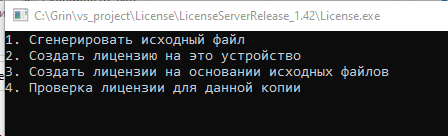 C:\Grin\vs_project\License\LicenseServerRelease_1.42\License.exe
1. Сгенерировать исходный файл
2. Создать лицензию на это устройство
3. Создать лицензии на основании исходных файлов
4. Проверка лицензии для данной копии